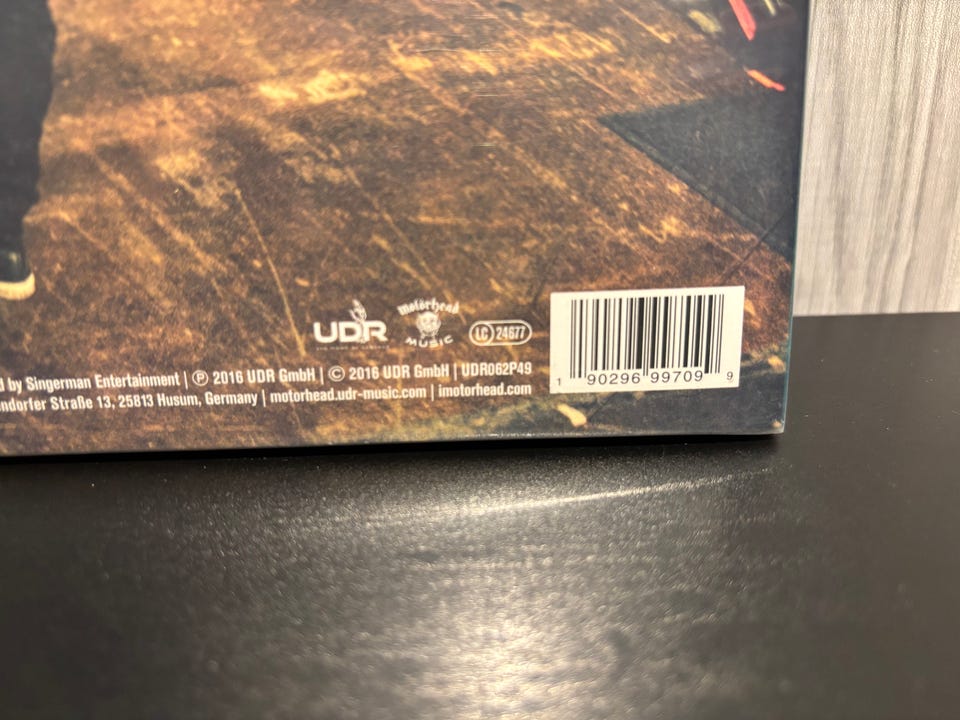 UDR
motörhead
MUSIC
LC 24677
d by Singerman Entertainment | Ⓟ 2016 UDR GmbH | © 2016 UDR GmbH | UDR062P49
ndorfer Straße 13, 25813 Husum, Germany | motorhead.udr-music.com | imotorhead.com
1 90296 99709 9